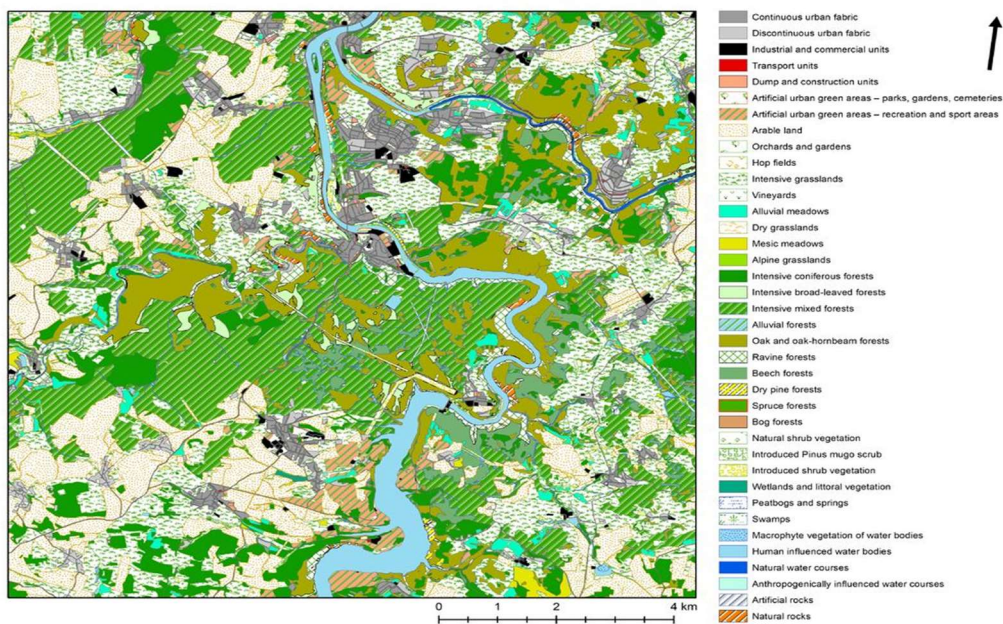 Continuous urban fabric
Discontinuous urban fabric
Industrial and commercial units
Transport units
Dump and construction units
Artificial urban green areas – parks, gardens, cemeteries
Artificial urban green areas – recreation and sport areas
Arable land
Orchards and gardens
Hop fields
Intensive grasslands
Vineyards
Alluvial meadows
Dry grasslands
Mesic meadows
Alpine grasslands
Intensive coniferous forests
Intensive broad-leaved forests
Intensive mixed forests
Alluvial forests
Oak and oak-hornbeam forests
Ravine forests
Beech forests
Dry pine forests
Spruce forests
Bog forests
Natural shrub vegetation
Introduced Pinus mugo scrub
Introduced shrub vegetation
Wetlands and littoral vegetation
Peatbogs and springs
Swamps
Macrophyte vegetation of water bodies
Human influenced water bodies
Natural water courses
Anthropogenically influenced water courses
Artificial rocks
Natural rocks
0 1 2 4 km